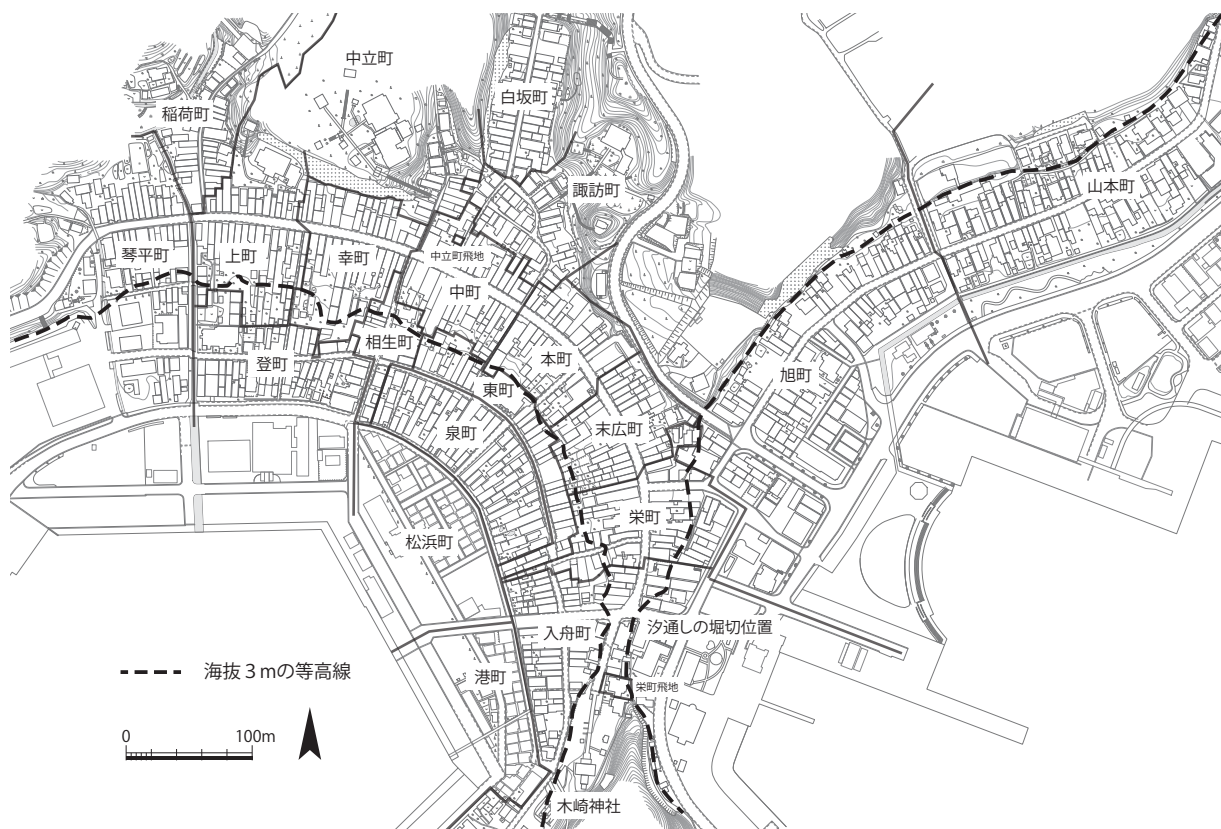 中立町
白坂町
稲荷町
諏訪町
山本町
琴平町
上町
幸町
中立町飛地
中町
相生町
本町
登町
東町
旭町
泉町
末広町
栄町
松浜町
入舟町
汐通しの堀切位置
海抜3mの等高線
港町
栄町飛地
0 100m
木崎神社